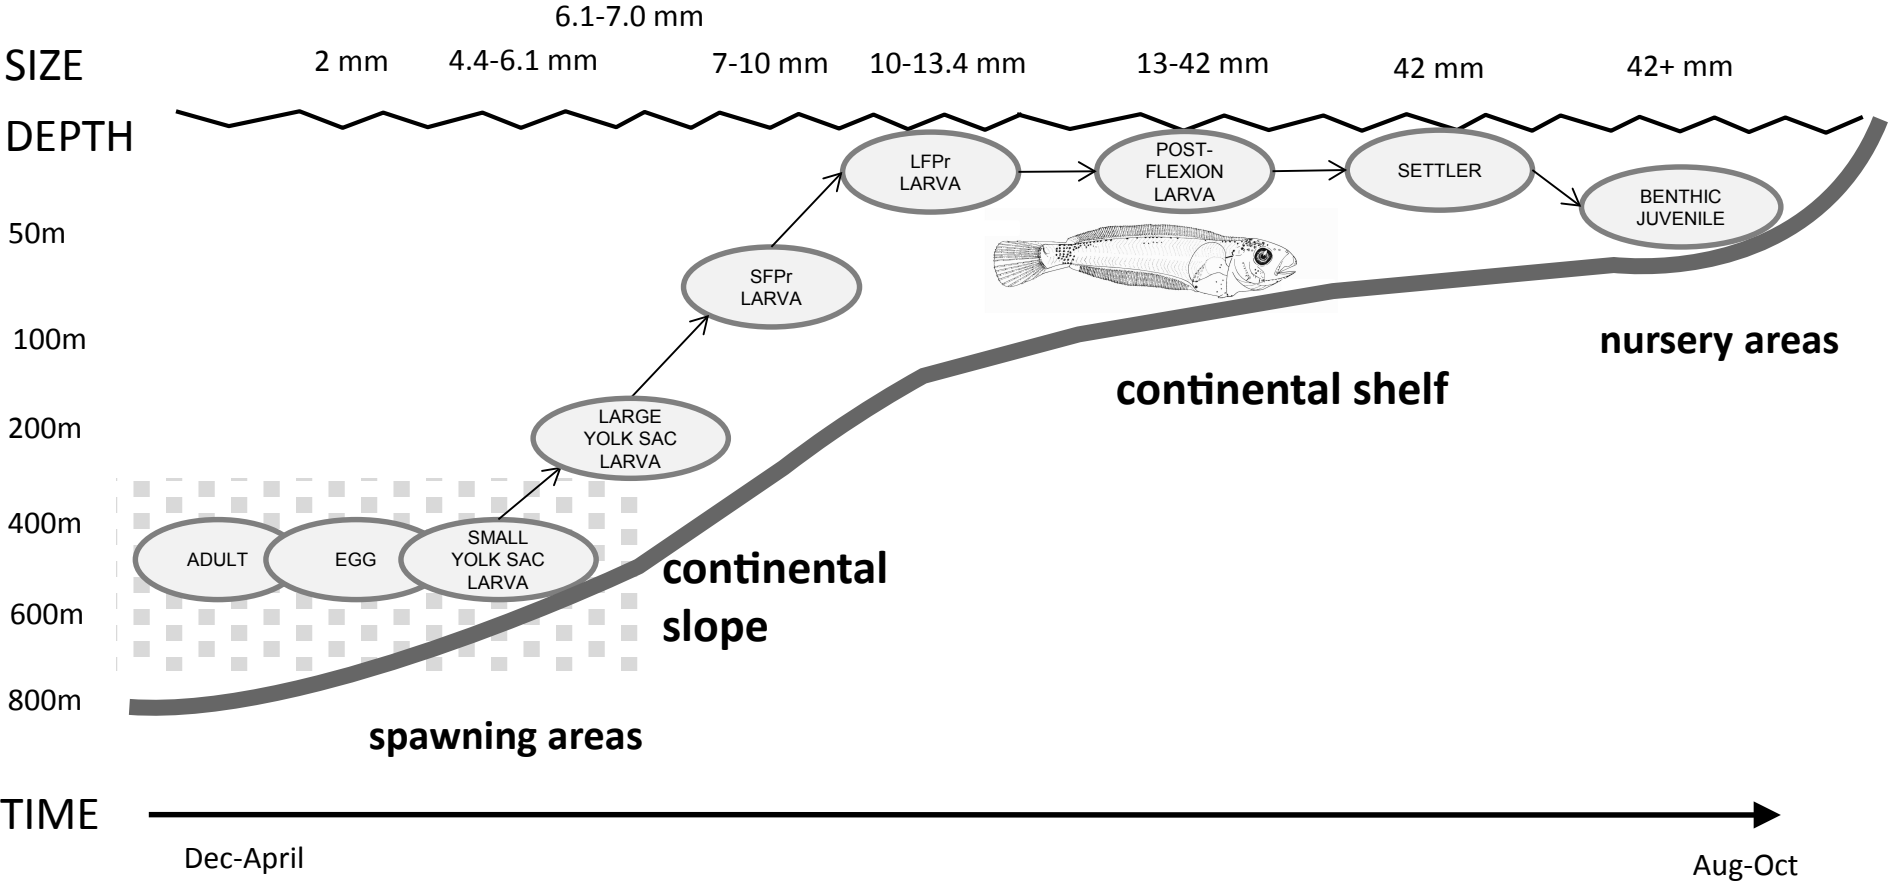 6.1-7.0 mm
SIZE
2 mm
4.4-6.1 mm
7-10 mm
10-13.4 mm
13-42 mm
42 mm
42+ mm
DEPTH
50m
100m
200m
400m
600m
800m
ADULT
EGG
SMALL
YOLK SAC
LARVA
LARGE
YOLK SAC
LARVA
SFPr
LARVA
LFPr
LARVA
POST-
FLEXION
LARVA
SETTLER
BENTHIC
JUVENILE
nursery areas
continental shelf
continental
slope
spawning areas
TIME
Dec-April
Aug-Oct